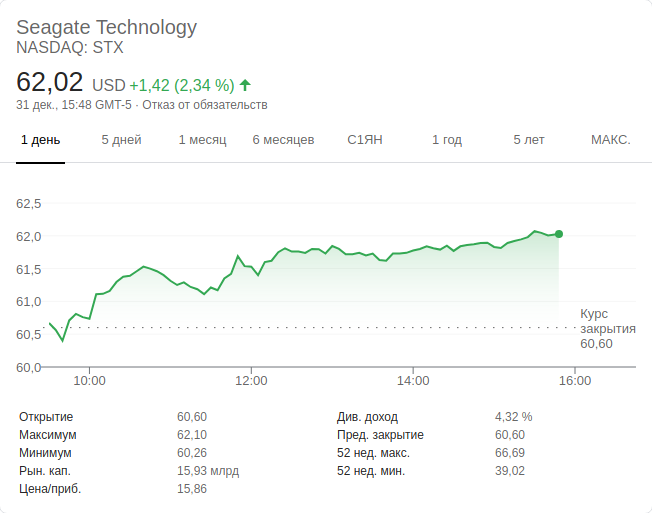 Seagate Technology
NASDAQ: STX
62,02 USD +1,42 (2,34 %)
31 дек., 15:48 GMT-5 · Отказ от обязательств
1 день 5 дней 1 месяц 6 месяцев С1ЯН 1 год 5 лет МАКС.
62,5
62,0
61,5
61,0
60,5
60,0
Курс
закрытия
60,60
10:00 12:00 14:00 16:00
Открытие 60,60 Див. доход 4,32 %
Максимум 62,10 Пред. закрытие 60,60
Минимум 60,26 52 нед. макс. 66,69
Рын. кап. 15,93 млрд 52 нед. мин. 39,02
Цена/приб. 15,86